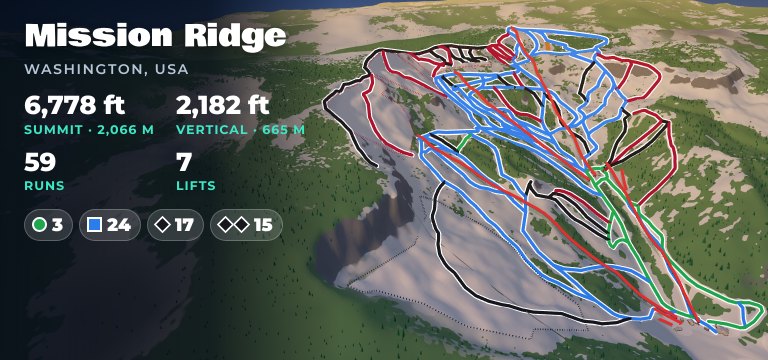 Mission Ridge
WASHINGTON, USA
6,778 ft 2,182 ft
SUMMIT · 2,066 M VERTICAL · 665 M
59 7
RUNS LIFTS
3 24 17 15